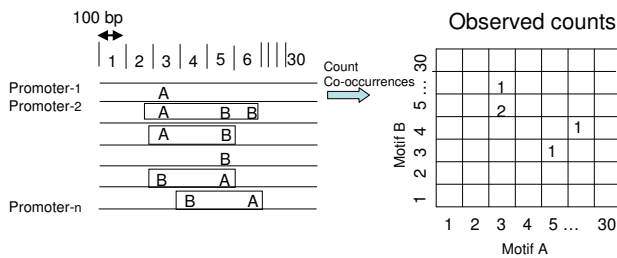 100 bp
1 2 3 4 5 6 30
Promoter-1 A
Promoter-2 A B B
A B
B
B A
Promoter-n B A
Count
Co-occurrences
Observed counts
Motif B
30
...
5
4
3
2
1
1
2
1
1
1 2 3 4 5 ... 30
Motif A